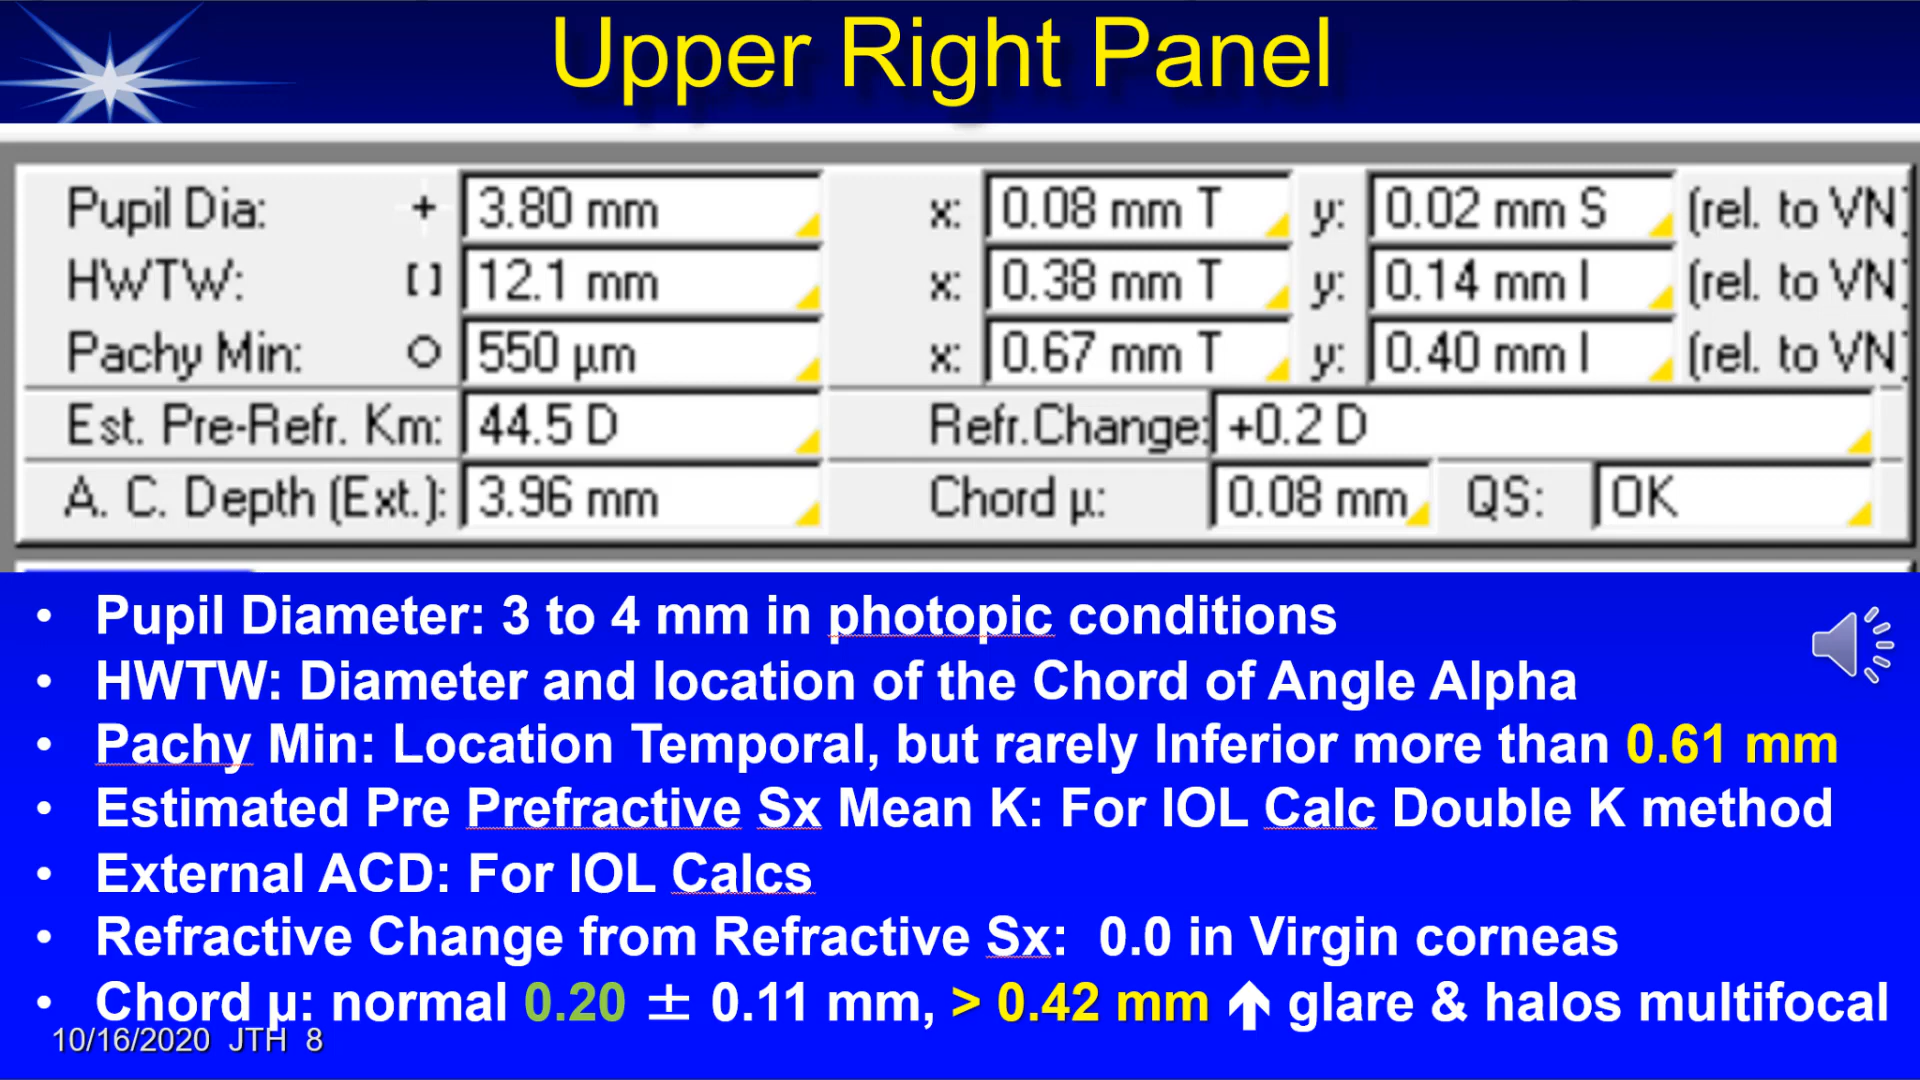 Upper Right Panel
Pupil Dia: + 3.80 mm x: 0.08 mm T y: 0.02 mm S (rel. to VN)
HWTW: [ ] 12.1 mm x: 0.38 mm T y: 0.14 mm I (rel. to VN)
Pachy Min: O 550 µm x: 0.67 mm T y: 0.40 mm I (rel. to VN)
Est. Pre-Refr. Km: 44.5 D Refr.Change: +0.2 D
A. C. Depth (Ext.): 3.96 mm Chord µ: 0.08 mm QS: OK
• Pupil Diameter: 3 to 4 mm in photopic conditions
• HWTW: Diameter and location of the Chord of Angle Alpha
• Pachy Min: Location Temporal, but rarely Inferior more than 0.61 mm
• Estimated Pre Prefractive Sx Mean K: For IOL Calc Double K method
• External ACD: For IOL Calcs
• Refractive Change from Refractive Sx: 0.0 in Virgin corneas
• Chord µ: normal 0.20 ± 0.11 mm, > 0.42 mm ↑ glare & halos multifocal
10/16/2020 JTH 8